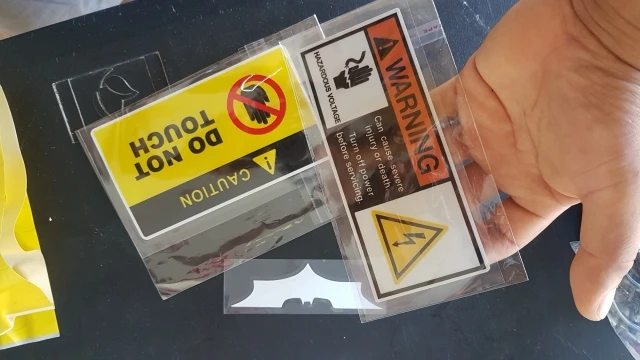 CAUTION
DO NOT
TOUCH
WARNING
HAZARDOUS VOLTAGE
Can cause severe
injury or death.
Turn off power
before servicing.